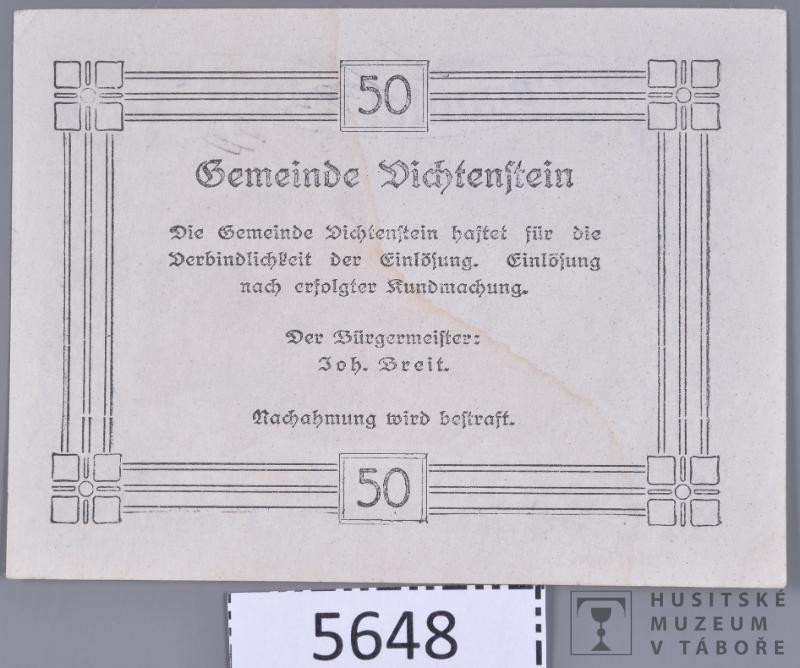 50
Gemeinde Vichtenstein
Die Gemeinde Vichtenstein haftet für die
Verbindlichkeit der Einlösung. Einlösung
nach erfolgter Kundmachung.
Der Bürgermeister:
Joh. Breit.
Nachahmung wird bestraft.
50
5648
HUSITSKÉ
MUZEUM
V TÁBOŘE